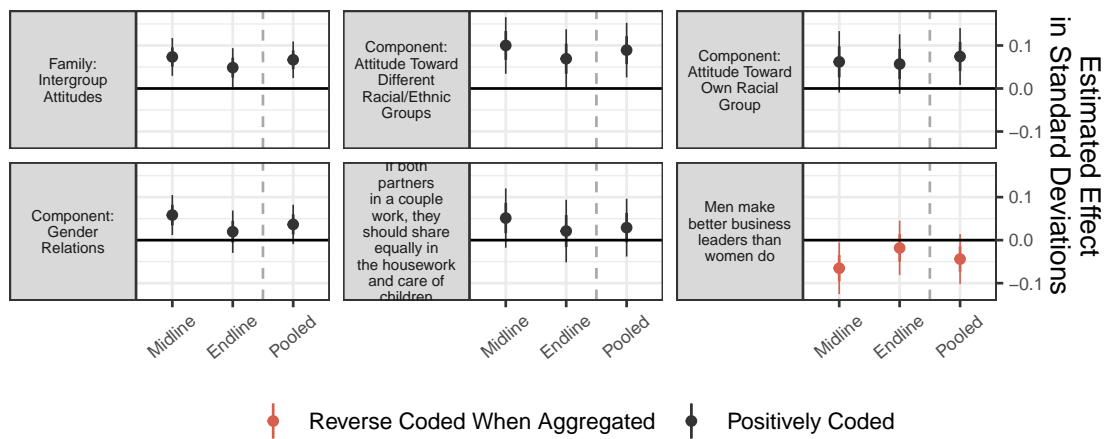 Family:
Intergroup
Attitudes
Component:
Attitude Toward
Different
Racial/Ethnic
Groups
Component:
Attitude Toward
Own Racial
Group
0.1
0.0
−0.1
Component:
Gender
Relations
If both
partners
in a couple
work, they
should share
equally in
the housework
and care of
children
Men make
better business
leaders than
women do
0.1
0.0
−0.1
Estimated Effect
in Standard Deviations
Midline
Endline
Pooled
Midline
Endline
Pooled
Midline
Endline
Pooled
Reverse Coded When Aggregated
Positively Coded